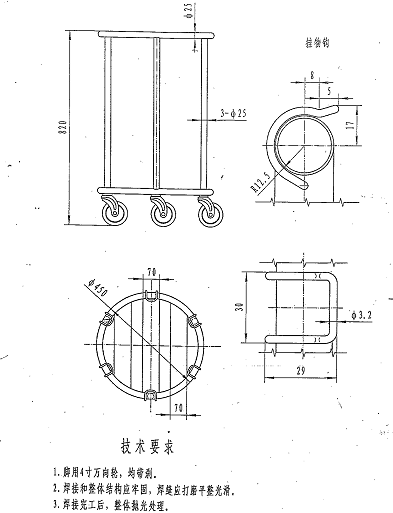 φ25
挂物钩
8
5
17
820
3-φ25
R12.5
70
φ450
30
φ3.2
29
70
技术要求
1. 脚用4寸万向轮，均带刹。
2. 焊接和整体结构应牢固，焊缝应打磨平整光滑。
3. 焊接完工后，整体抛光处理。